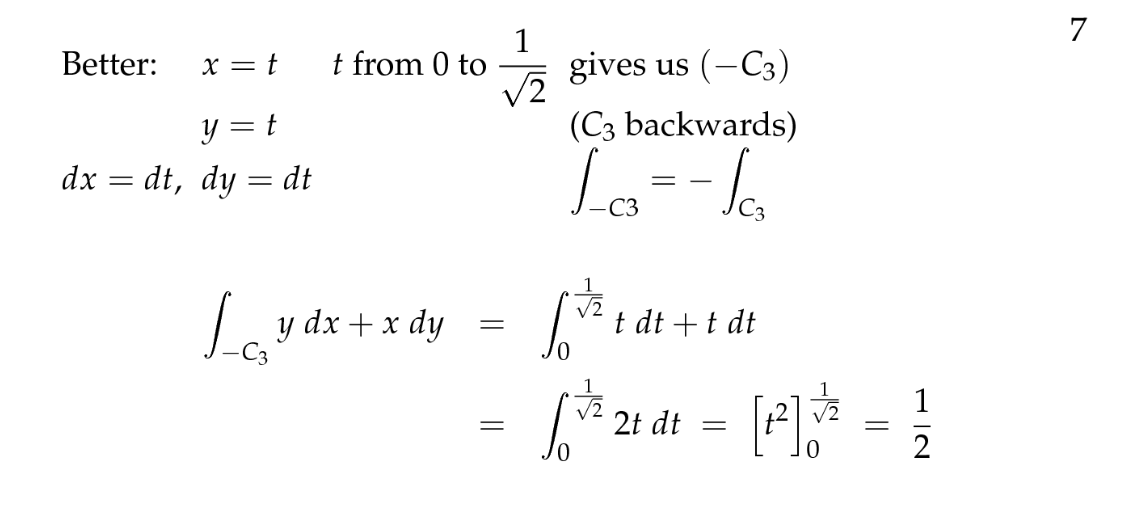 7
Better: x = t t from 0 to 1/√2 gives us (−C₃)
y = t (C₃ backwards)
dx = dt, dy = dt ∫_{−C3} = − ∫_{C₃}
∫_{−C₃} y dx + x dy = ∫_0^{1/√2} t dt + t dt
= ∫_0^{1/√2} 2t dt = [t²]_0^{1/√2} = 1/2